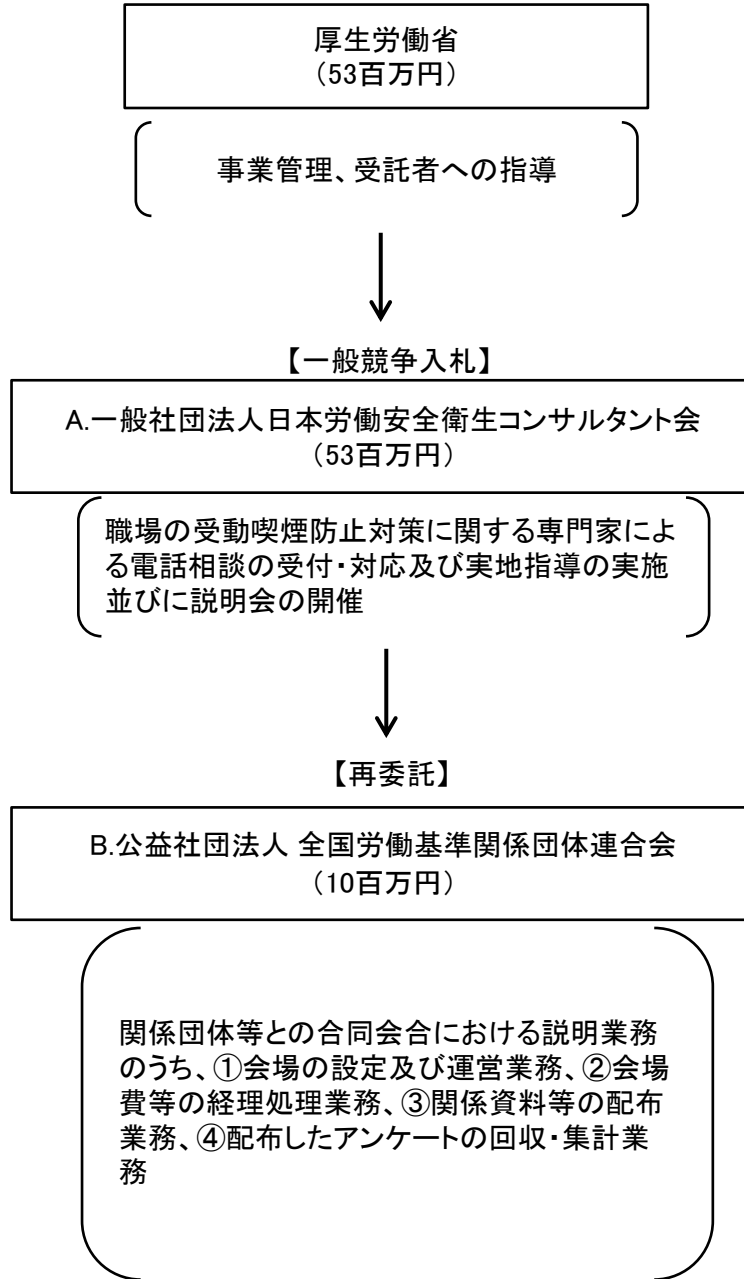 厚生労働省
（53百万円）
事業管理、受託者への指導
【一般競争入札】
A.一般社団法人日本労働安全衛生コンサルタント会
（53百万円）
職場の受動喫煙防止対策に関する専門家によ
る電話相談の受付・対応及び実地指導の実施
並びに説明会の開催
【再委託】
B.公益社団法人 全国労働基準関係団体連合会
（10百万円）
関係団体等との合同会合における説明業務
のうち、①会場の設定及び運営業務、②会場
費等の経理処理業務、③関係資料等の配布
業務、④配布したアンケートの回収・集計業
務